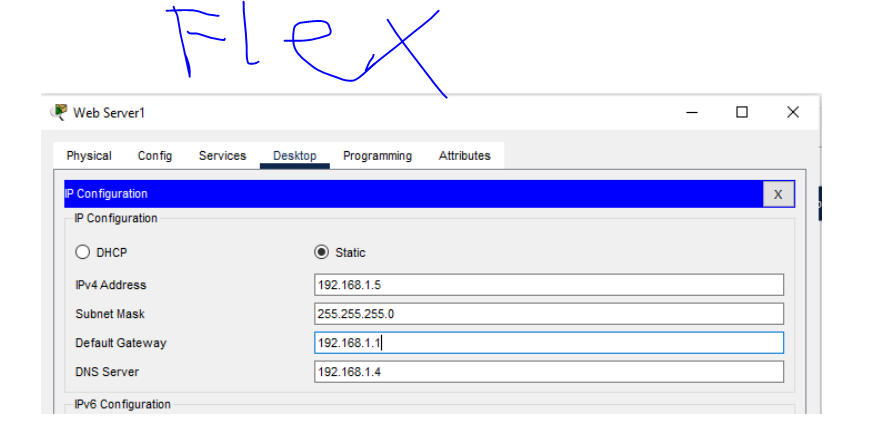 Flex
Web Server1
Physical Config Services Desktop Programming Attributes
IP Configuration
X
IP Configuration
DHCP Static
IPv4 Address 192.168.1.5
Subnet Mask 255.255.255.0
Default Gateway 192.168.1.1
DNS Server 192.168.1.4
IPv6 Configuration